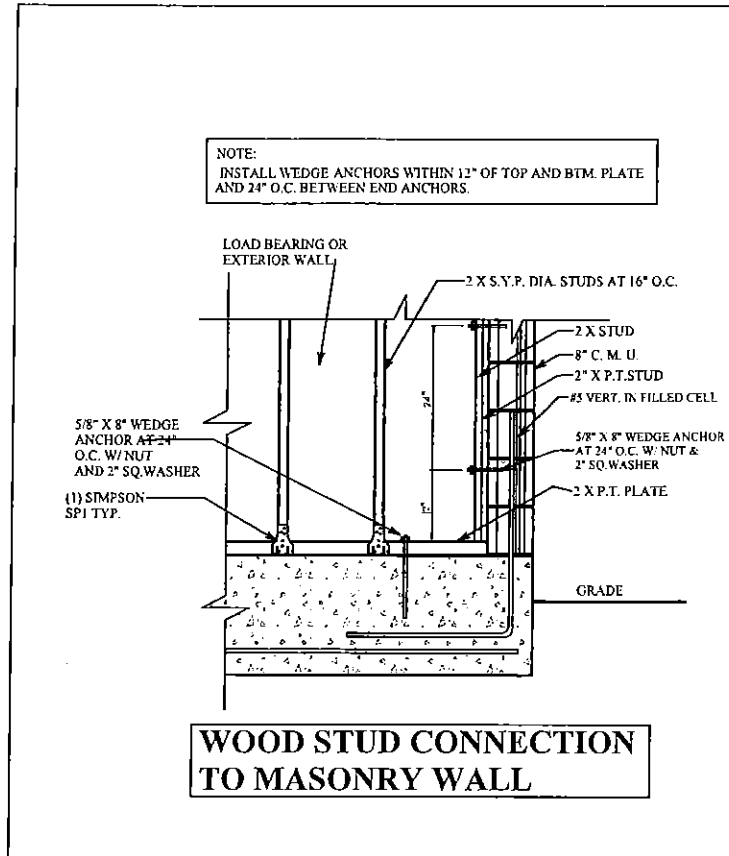 NOTE:
INSTALL WEDGE ANCHORS WITHIN 12" OF TOP AND BTM. PLATE
AND 24" O.C. BETWEEN END ANCHORS.
LOAD BEARING OR
EXTERIOR WALL
2 X S.Y.P. DIA. STUDS AT 16" O.C.
2 X STUD
8" C. M. U.
2" X P.T.STUD
#5 VERT. IN FILLED CELL
24"
5/8" X 8" WEDGE
ANCHOR AT 24"
O.C. W/ NUT
AND 2" SQ.WASHER
5/8" X 8" WEDGE ANCHOR
AT 24" O.C. W/ NUT &
2" SQ.WASHER
(1) SIMPSON
SP1 TYP.
12"
2 X P.T. PLATE
GRADE
WOOD STUD CONNECTION
TO MASONRY WALL